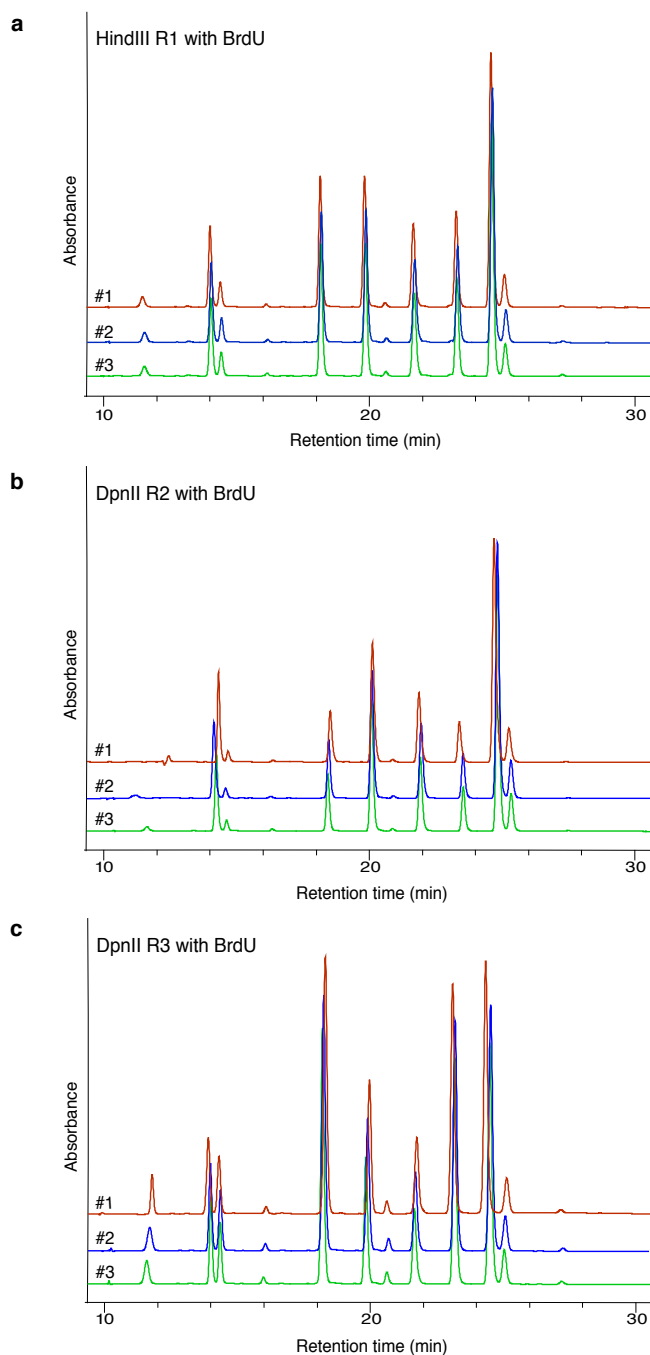 a
HindIII R1 with BrdU
Absorbance
#1
#2
#3
10 20 30
Retention time (min)
b
DpnII R2 with BrdU
Absorbance
#1
#2
#3
10 20 30
Retention time (min)
c
DpnII R3 with BrdU
Absorbance
#1
#2
#3
10 20 30
Retention time (min)